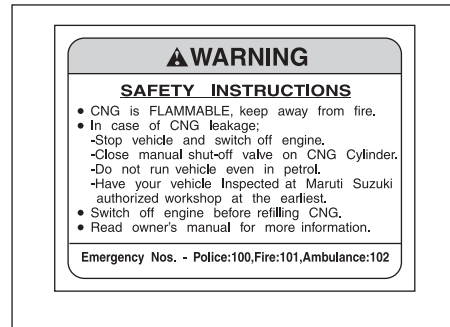 WARNING
SAFETY INSTRUCTIONS
• CNG is FLAMMABLE, keep away from fire.
• In case of CNG leakage;
-Stop vehicle and switch off engine.
-Close manual shut-off valve on CNG Cylinder.
-Do not run vehicle even in petrol.
-Have your vehicle Inspected at Maruti Suzuki
authorized workshop at the earliest.
• Switch off engine before refilling CNG.
• Read owner's manual for more information.
Emergency Nos. - Police:100,Fire:101,Ambulance:102